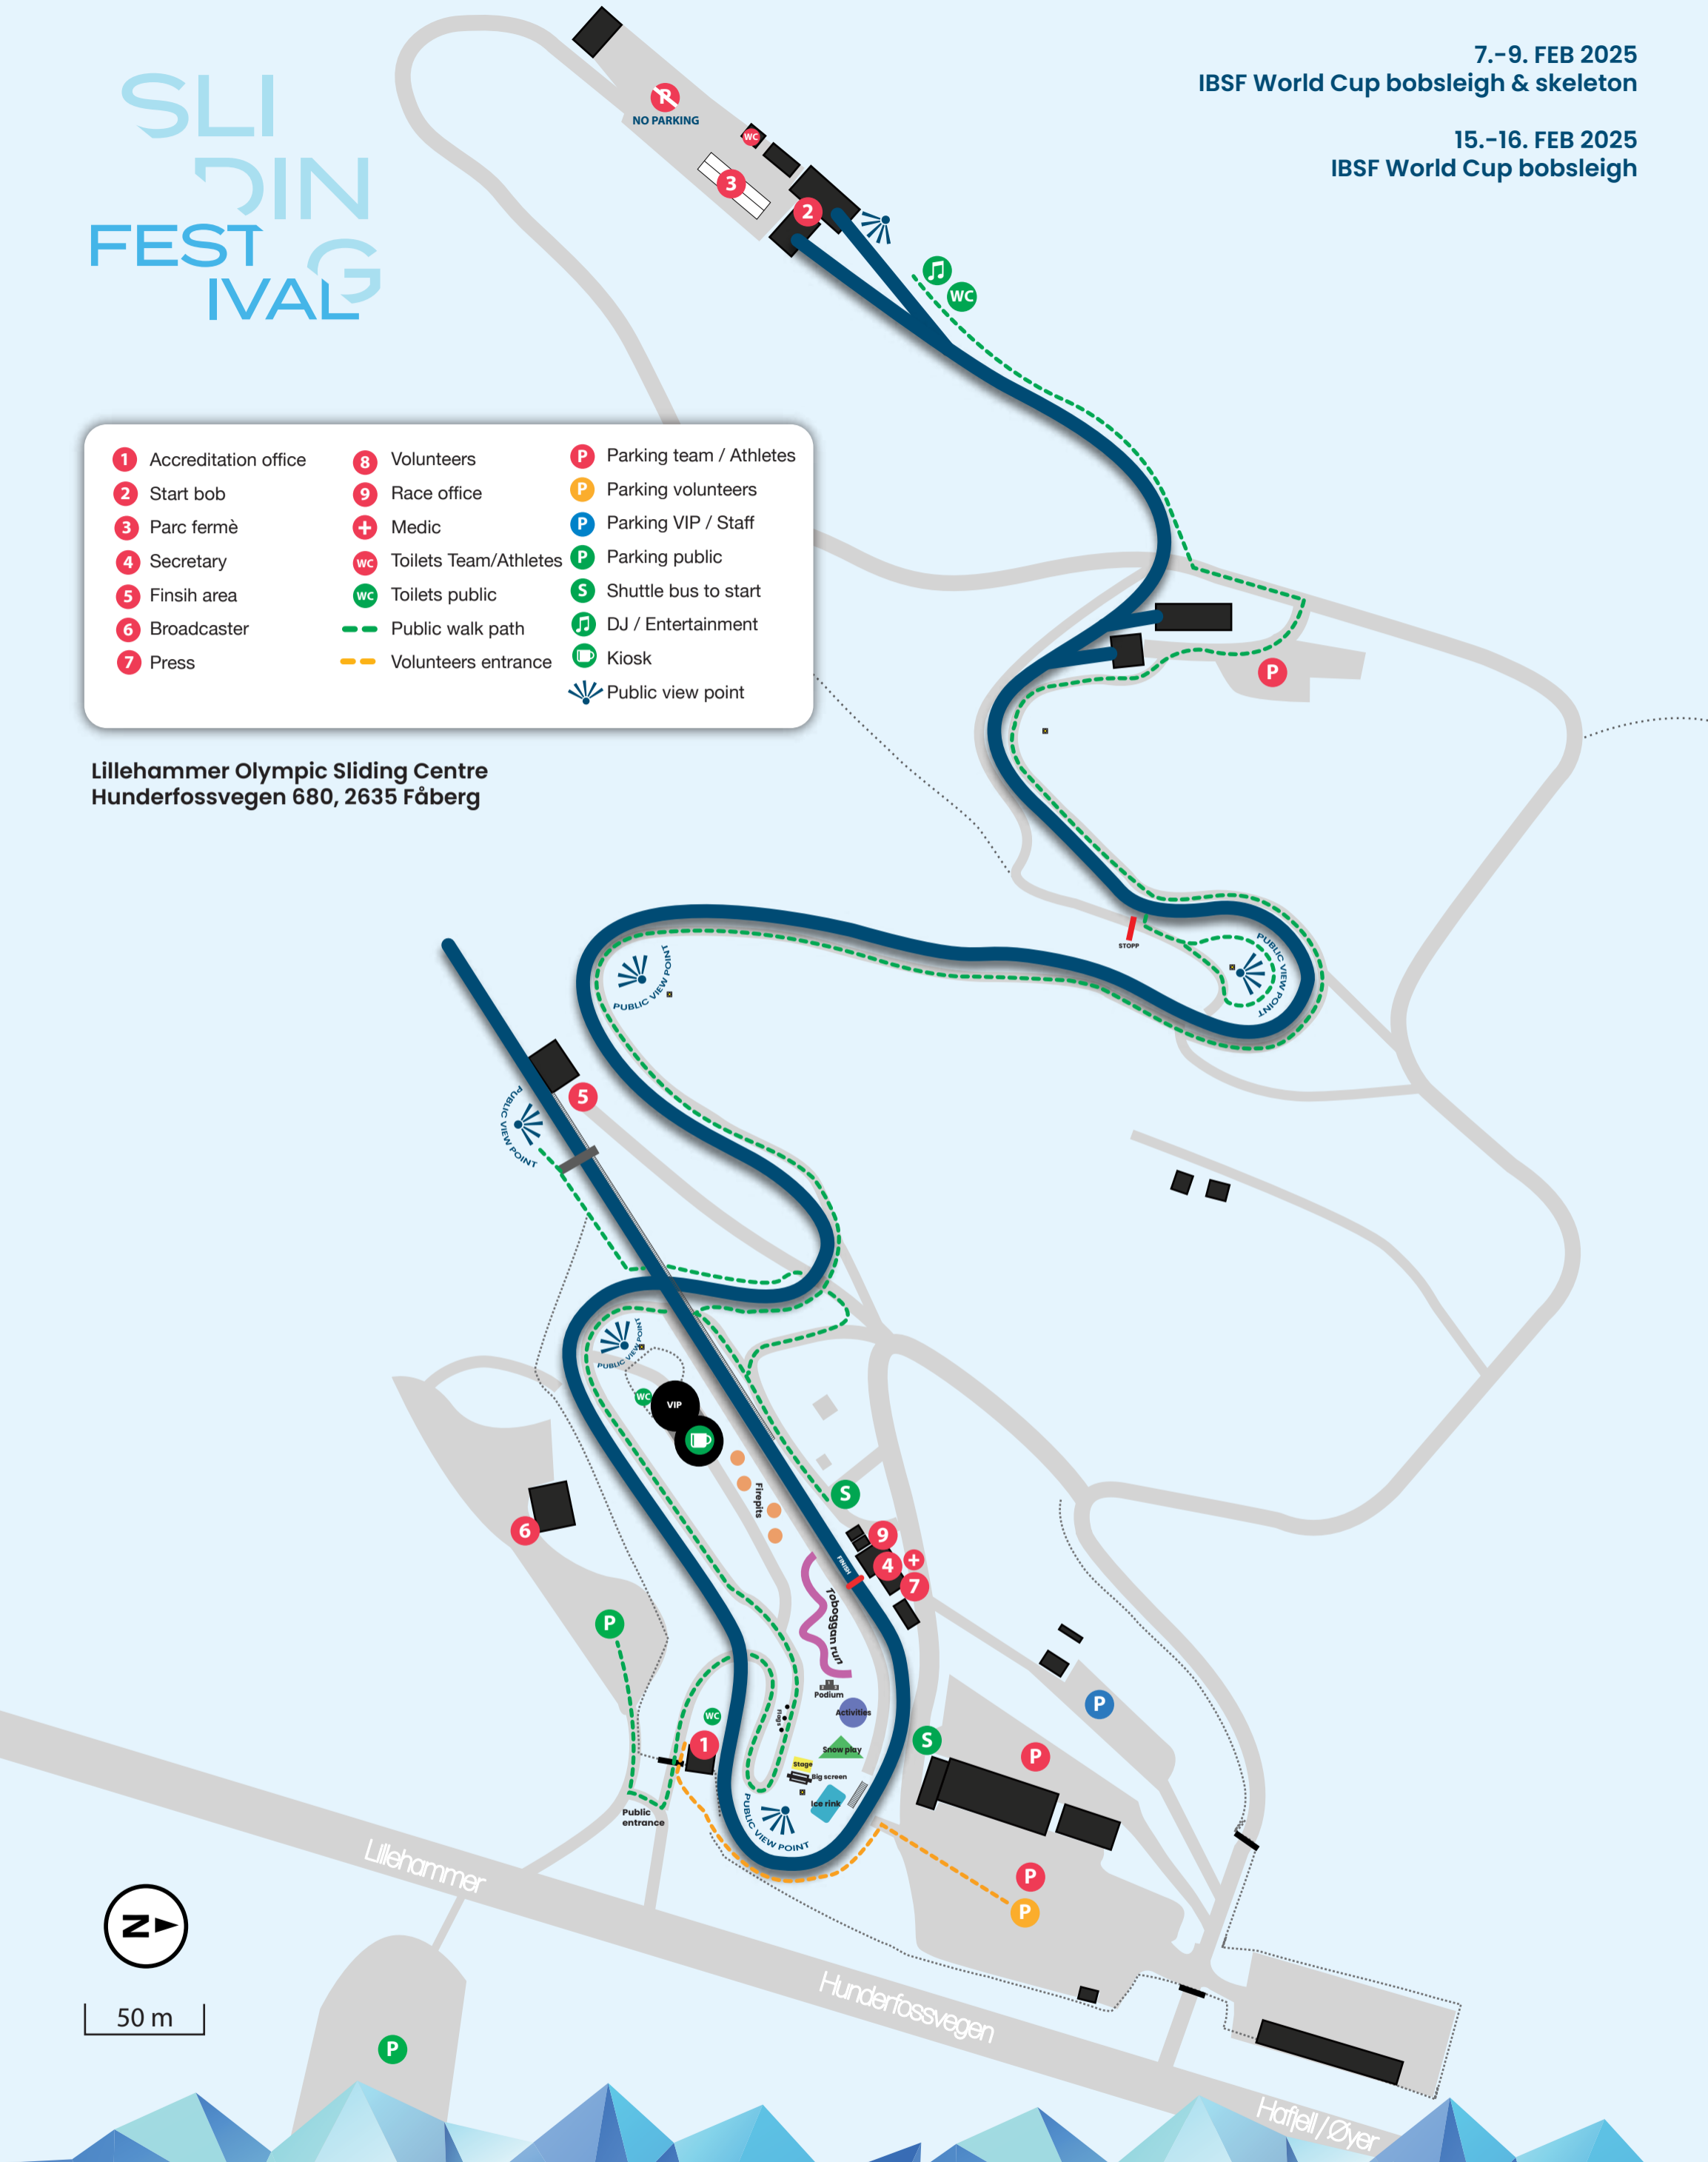 SLI
DIN
FEST
G
IVAL
7.-9. FEB 2025
IBSF World Cup bobsleigh & skeleton
15.-16. FEB 2025
IBSF World Cup bobsleigh
P
NO PARKING
WC
3
2
WC
1 Accreditation office
2 Start bob
3 Parc fermè
4 Secretary
5 Finsih area
6 Broadcaster
7 Press
8 Volunteers
9 Race office
Medic
WC Toilets Team/Athletes
WC Toilets public
Public walk path
Volunteers entrance
P Parking team / Athletes
P Parking volunteers
P Parking VIP / Staff
P Parking public
S Shuttle bus to start
DJ / Entertainment
Kiosk
Public view point
P
Lillehammer Olympic Sliding Centre
Hunderfossvegen 680, 2635 Fåberg
STOPP
PUBLIC VIEW POINT
PUBLIC VIEW POINT
5
PUBLIC VIEW POINT
PUBLIC VIEW POINT
WC
VIP
Firepits
S
6
9
4
7
FINISH
P
Toboggan run
Podium
Activities
Flags
WC
1
Snow play
Stage
Big screen
Ice rink
PUBLIC VIEW POINT
Public
entrance
P
S
P
P
P
Lillehammer
Hunderfossvegen
Hafjell / Øyer
N
50 m
P